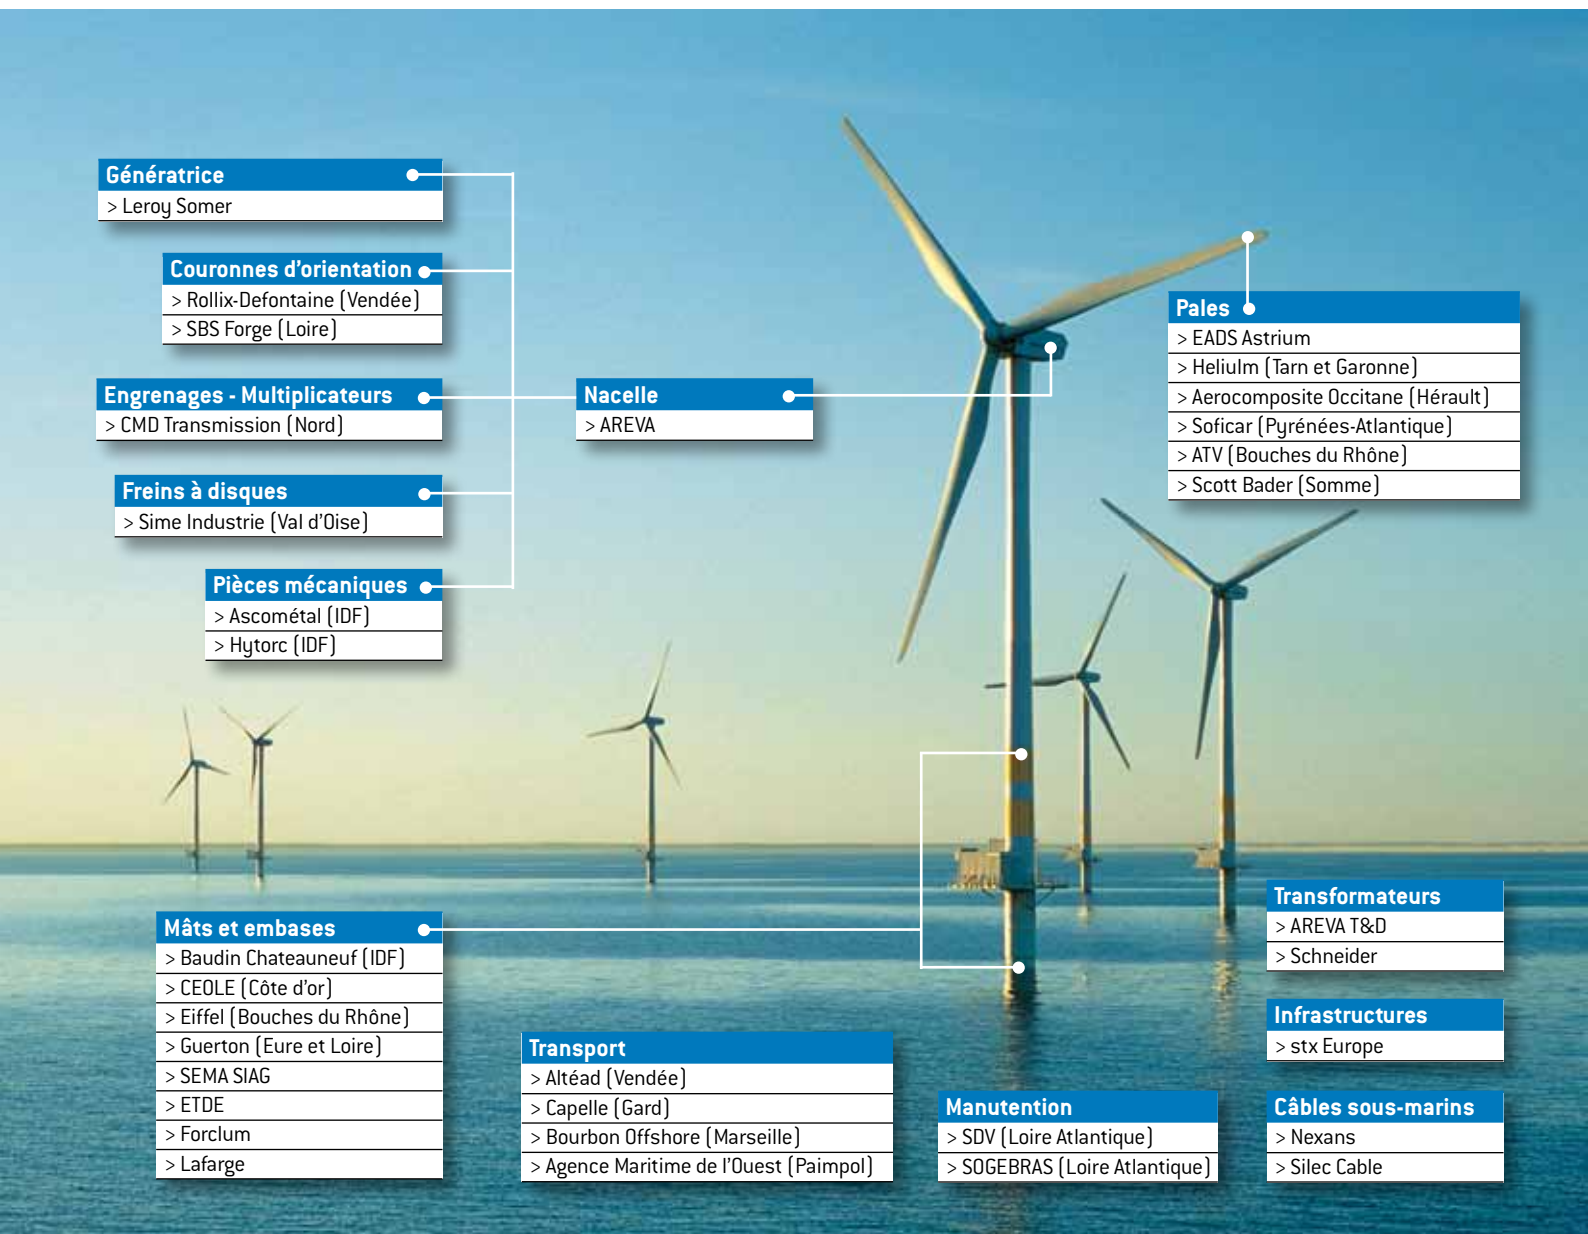 Génératrice
> Leroy Somer
Couronnes d'orientation
> Rollix-Defontaine (Vendée)
> SBS Forge (Loire)
Engrenages - Multiplicateurs
> CMD Transmission (Nord)
Freins à disques
> Sime Industrie (Val d'Oise)
Pièces mécaniques
> Ascométal (IDF)
> Hytorc (IDF)
Nacelle
> AREVA
Pales
> EADS Astrium
> Heliulm (Tarn et Garonne)
> Aerocomposite Occitane (Hérault)
> Soficar (Pyrénées-Atlantique)
> ATV (Bouches du Rhône)
> Scott Bader (Somme)
Mâts et embases
> Baudin Chateauneuf (IDF)
> CEOLE (Côte d'or)
> Eiffel (Bouches du Rhône)
> Guerton (Eure et Loire)
> SEMA SIAG
> ETDE
> Forclum
> Lafarge
Transport
> Altéad (Vendée)
> Capelle (Gard)
> Bourbon Offshore (Marseille)
> Agence Maritime de l'Ouest (Paimpol)
Manutention
> SDV (Loire Atlantique)
> SOGEBRAS (Loire Atlantique)
Transformateurs
> AREVA T&D
> Schneider
Infrastructures
> stx Europe
Câbles sous-marins
> Nexans
> Silec Cable